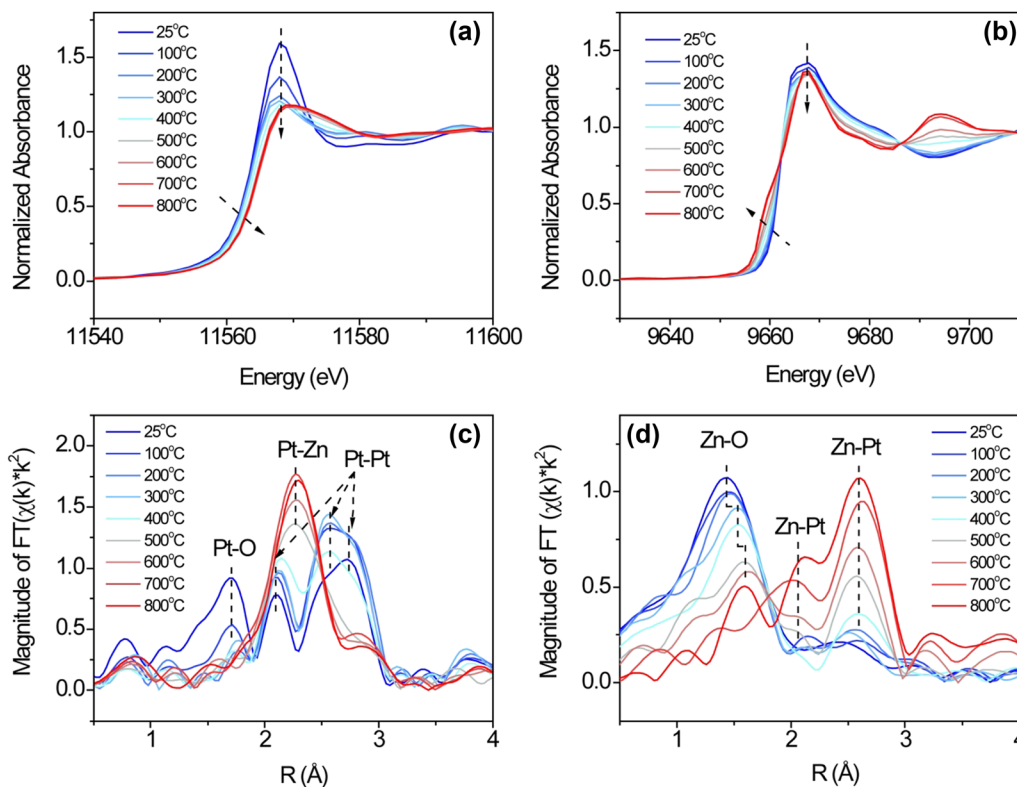 (a)
25°C
100°C
200°C
300°C
400°C
500°C
600°C
700°C
800°C
Normalized Absorbance
0.0
0.5
1.0
1.5
11540
11560
11580
11600
Energy (eV)
(b)
25°C
100°C
200°C
300°C
400°C
500°C
600°C
700°C
800°C
Normalized Absorbance
0.0
0.5
1.0
1.5
9640
9660
9680
9700
Energy (eV)
(c)
25°C
100°C
200°C
300°C
400°C
500°C
600°C
700°C
800°C
Pt-O
Pt-Zn
Pt-Pt
Magnitude of FT(χ(k)*k²)
0.0
0.5
1.0
1.5
2.0
1
2
3
4
R (Å)
(d)
25°C
100°C
200°C
300°C
400°C
500°C
600°C
700°C
800°C
Zn-O
Zn-Pt
Zn-Pt
Magnitude of FT (χ(k)*k²)
0.0
0.5
1.0
1
2
3
4
R (Å)